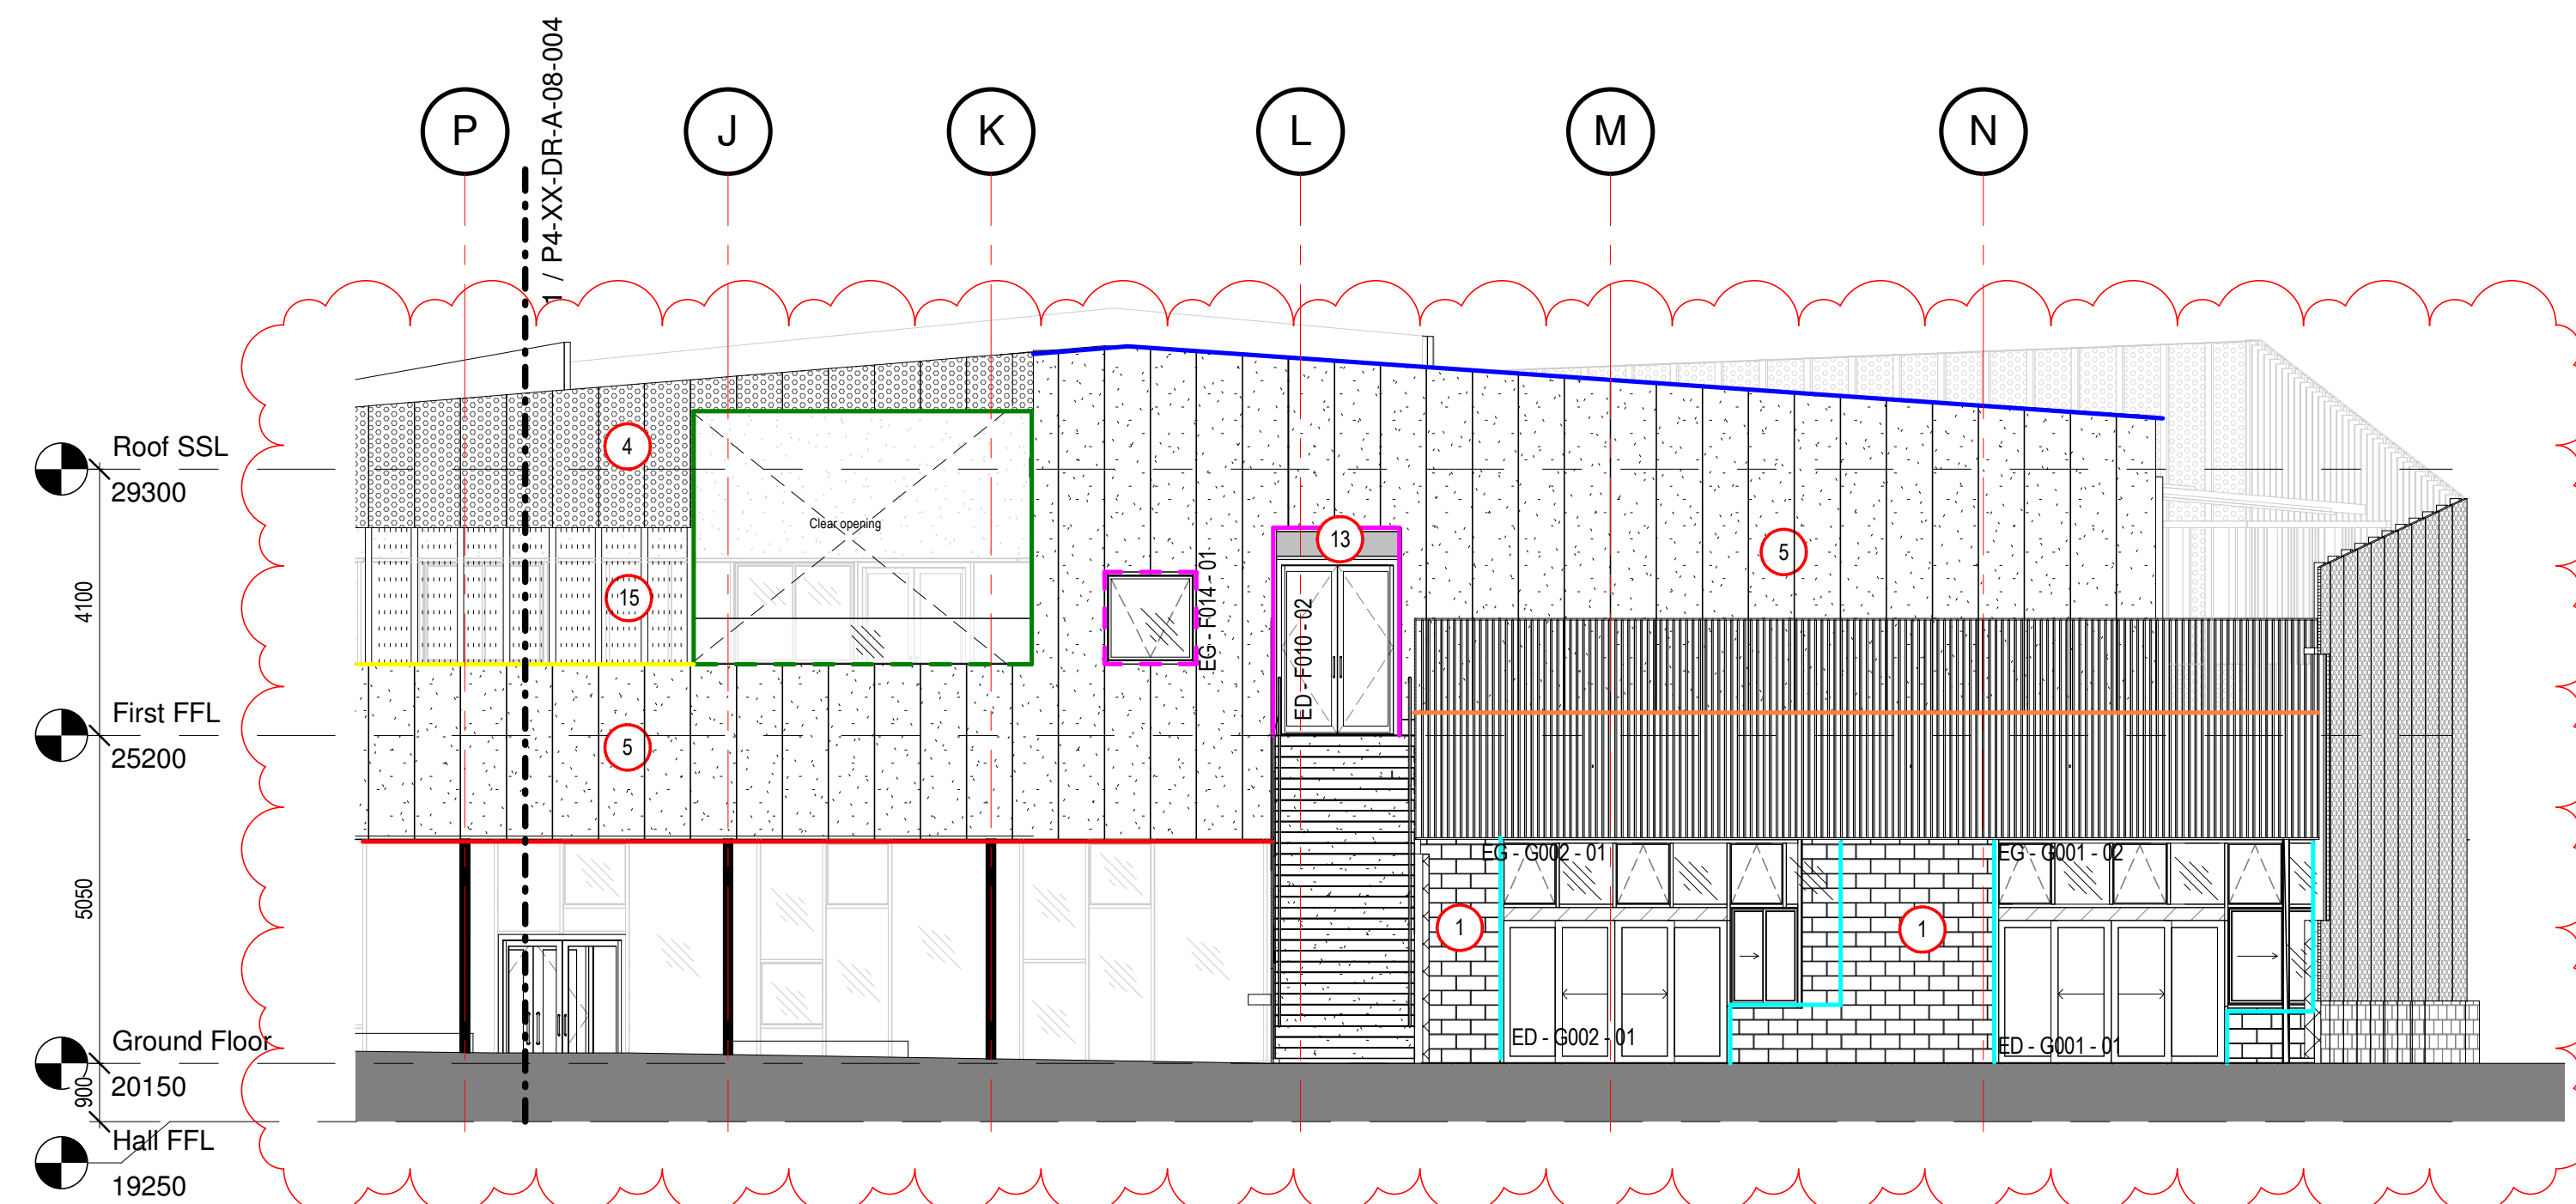 1 / P4-XX-DR-A-08-004
P
J
K
L
M
N
Roof SSL
29300
4
Clear opening
13
5
EG - F014 - 01
15
ED - F010 - 02
4100
First FFL
25200
5
5050
EG - G002 - 01
EG - G001 - 02
1
1
ED - G002 - 01
ED - G001 - 01
Ground Floor
20150
900
Hall FFL
19250